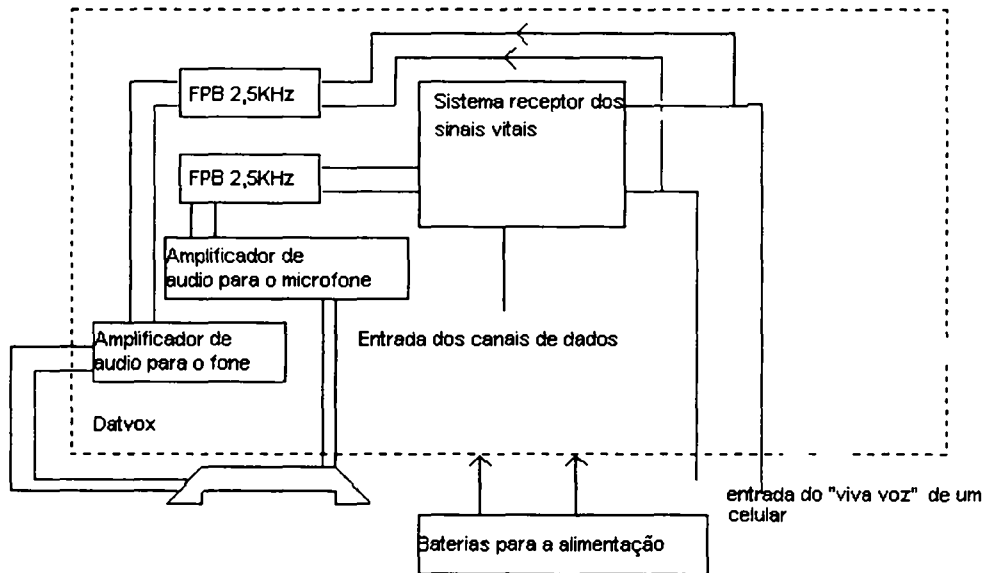 FPB 2,5KHz
Sistema receptor dos
sinais vitais
FPB 2,5KHz
Amplificador de
audio para o microfone
Amplificador de
audio para o fone
Entrada dos canais de dados
Datvox
entrada do "viva voz" de um
celular
Baterias para a alimentação